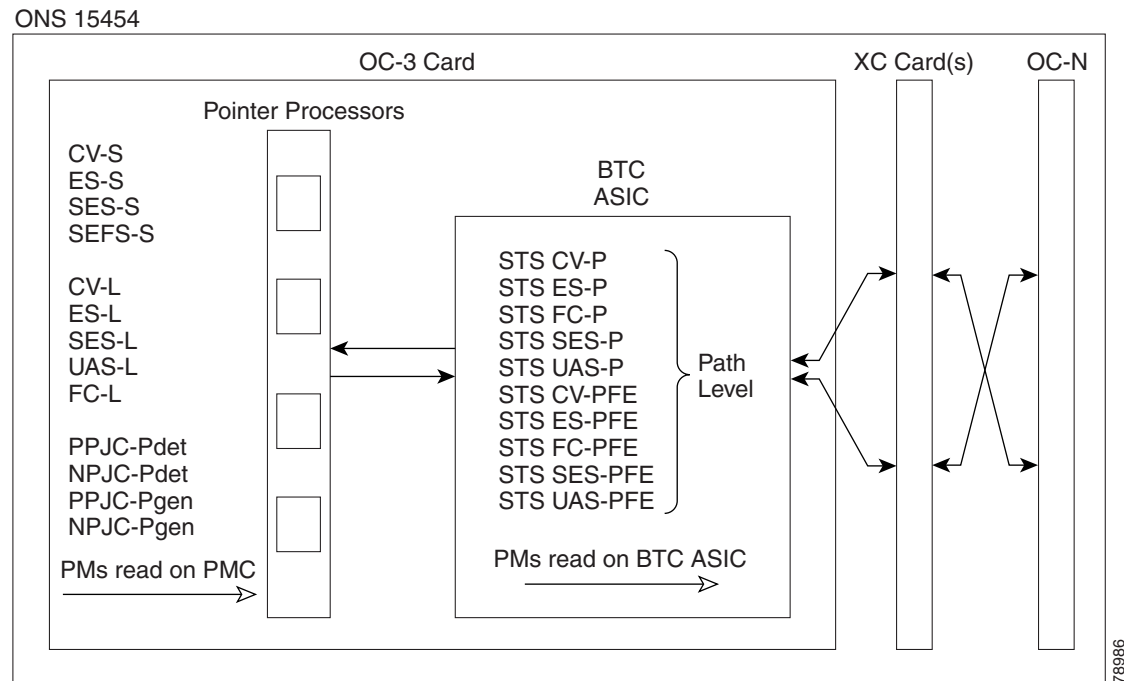 ONS 15454
OC-3 Card
XC Card(s)
OC-N
Pointer Processors
CV-S
ES-S
SES-S
SEFS-S
CV-L
ES-L
SES-L
UAS-L
FC-L
PPJC-Pdet
NPJC-Pdet
PPJC-Pgen
NPJC-Pgen
PMs read on PMC
BTC
ASIC
STS CV-P
STS ES-P
STS FC-P
STS SES-P
STS UAS-P
STS CV-PFE
STS ES-PFE
STS FC-PFE
STS SES-PFE
STS UAS-PFE
Path
Level
PMs read on BTC ASIC
78986